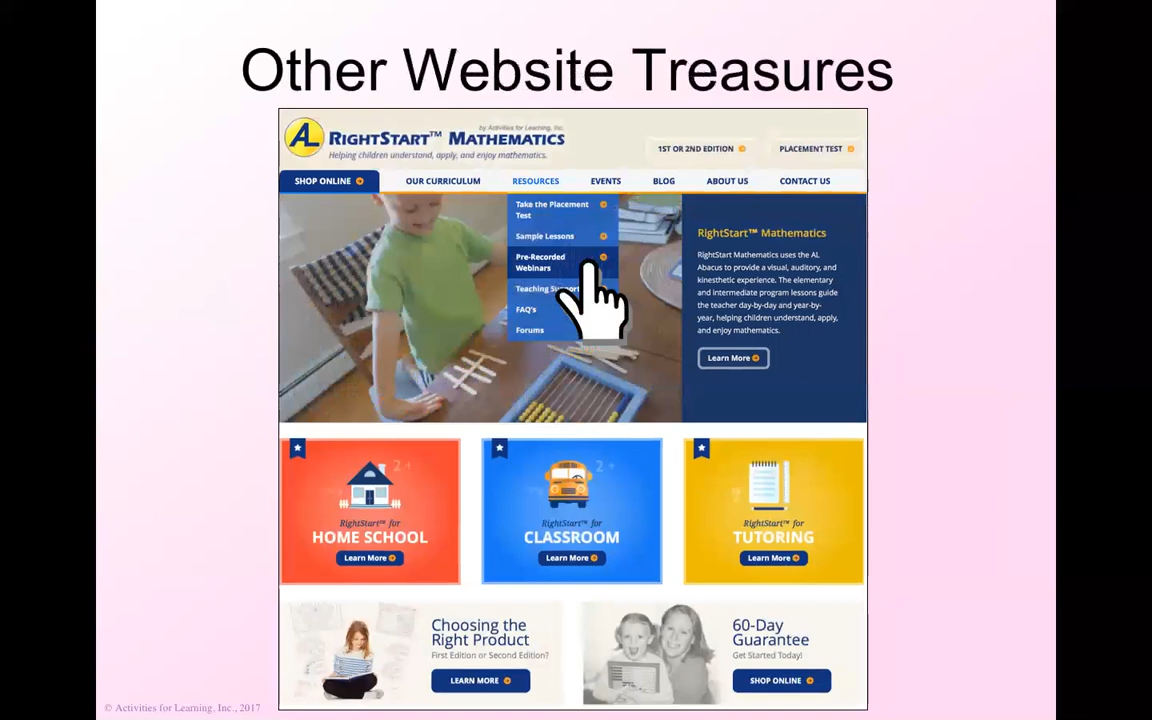 Other Website Treasures
AL
by Activities for Learning, Inc.
RIGHTSTART™ MATHEMATICS
Helping children understand, apply, and enjoy mathematics.
1ST OR 2ND EDITION
PLACEMENT TEST
SHOP ONLINE
OUR CURRICULUM
RESOURCES
EVENTS
BLOG
ABOUT US
CONTACT US
Take the Placement
Test
Sample Lessons
Pre-Recorded
Webinars
Teaching
FAQ's
Forums
RightStart™ Mathematics
RightStart Mathematics uses the AL
Abacus to provide a visual, auditory, and
kinesthetic experience. The elementary
and intermediate program lessons guide
the teacher day-by-day and year-by-
year, helping children understand, apply,
and enjoy mathematics.
Learn More
RightStart™ for
HOME SCHOOL
Learn More
RightStart™ for
CLASSROOM
Learn More
RightStart™ for
TUTORING
Learn More
Choosing the
Right Product
First Edition or Second Edition?
LEARN MORE
60-Day
Guarantee
Get Started Today!
SHOP ONLINE
© Activities for Learning, Inc., 2017